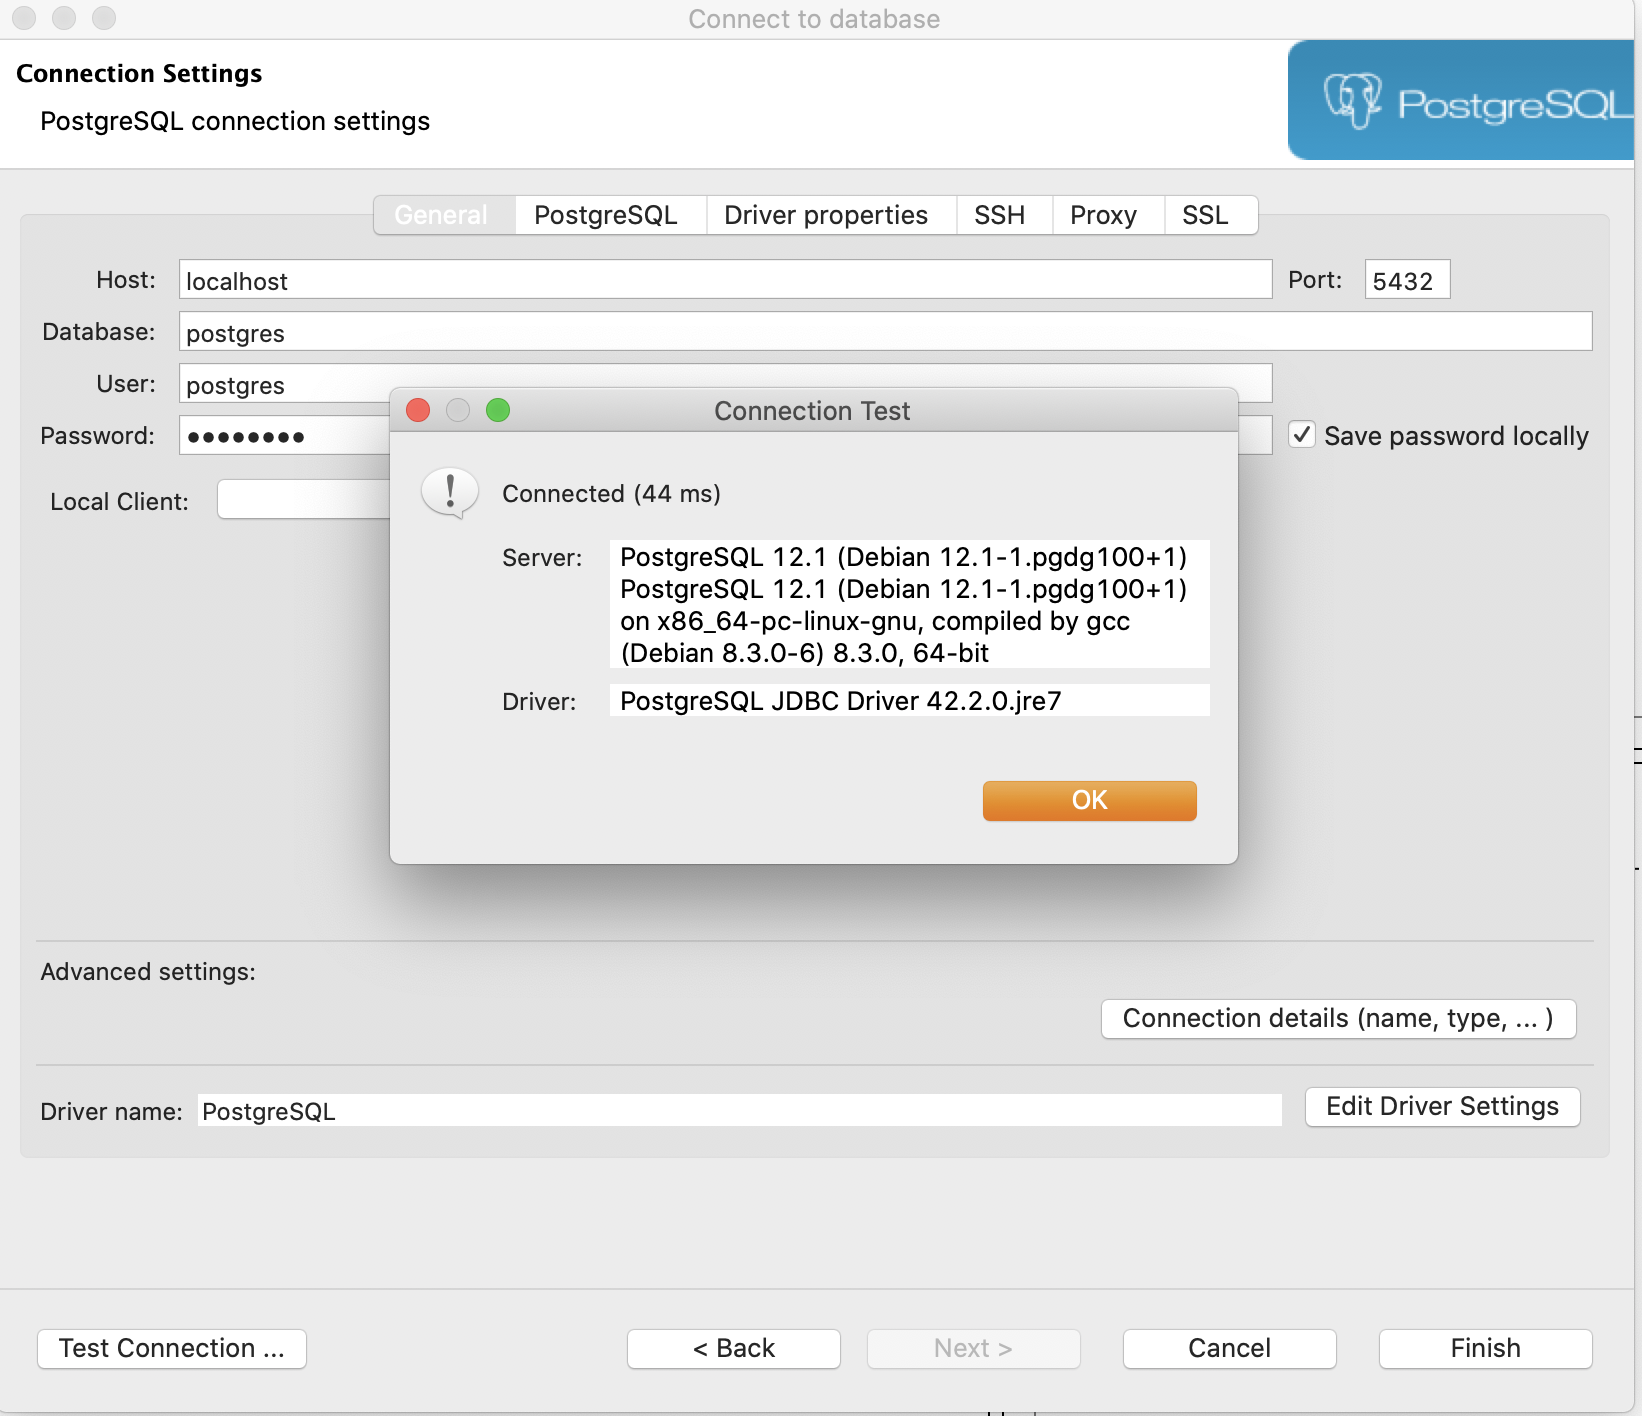 Connect to database
Connection Settings
PostgreSQL connection settings
PostgreSQL
General PostgreSQL Driver properties SSH Proxy SSL
Host: localhost Port: 5432
Database: postgres
User: postgres
Password: ●●●●●●●● Save password locally
Local Client:
Connection Test
Connected (44 ms)
Server: PostgreSQL 12.1 (Debian 12.1-1.pgdg100+1)
PostgreSQL 12.1 (Debian 12.1-1.pgdg100+1)
on x86_64-pc-linux-gnu, compiled by gcc
(Debian 8.3.0-6) 8.3.0, 64-bit
Driver: PostgreSQL JDBC Driver 42.2.0.jre7
OK
Advanced settings:
Connection details (name, type, ... )
Driver name: PostgreSQL Edit Driver Settings
Test Connection ... < Back Next > Cancel Finish